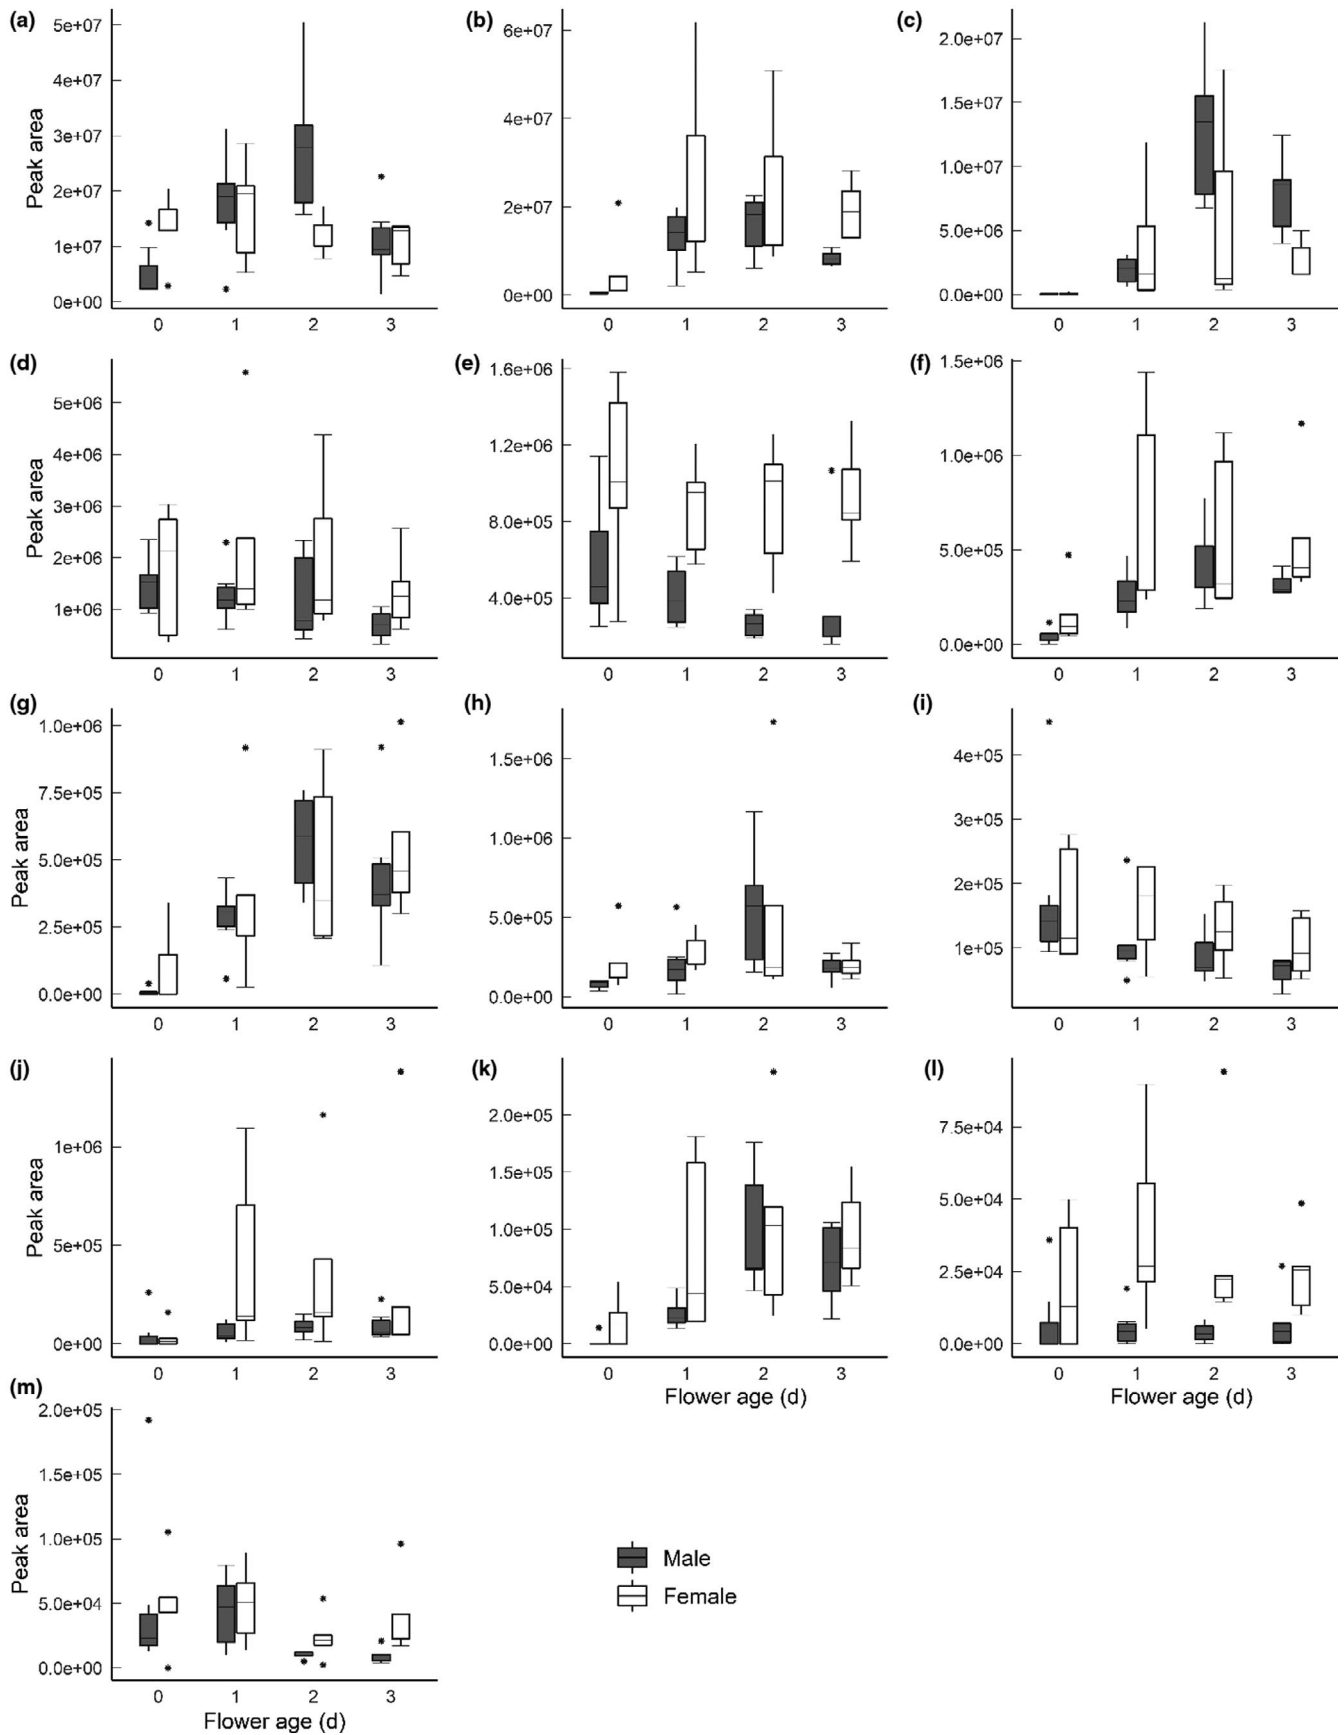 (a)
5e+07
4e+07
3e+07
2e+07
1e+07
0e+00
Peak area
0 1 2 3
(b)
6e+07
4e+07
2e+07
0e+00
0 1 2 3
(c)
2.0e+07
1.5e+07
1.0e+07
5.0e+06
0.0e+00
0 1 2 3
(d)
5e+06
4e+06
3e+06
2e+06
1e+06
Peak area
0 1 2 3
(e)
1.6e+06
1.2e+06
8.0e+05
4.0e+05
0 1 2 3
(f)
1.5e+06
1.0e+06
5.0e+05
0.0e+00
0 1 2 3
(g)
1.0e+06
7.5e+05
5.0e+05
2.5e+05
0.0e+00
Peak area
0 1 2 3
(h)
1.5e+06
1.0e+06
5.0e+05
0.0e+00
0 1 2 3
(i)
4e+05
3e+05
2e+05
1e+05
0 1 2 3
(j)
1e+06
5e+05
0e+00
Peak area
0 1 2 3
(k)
2.0e+05
1.5e+05
1.0e+05
5.0e+04
0.0e+00
0 1 2 3
Flower age (d)
(l)
7.5e+04
5.0e+04
2.5e+04
0.0e+00
0 1 2 3
Flower age (d)
(m)
2.0e+05
1.5e+05
1.0e+05
5.0e+04
0.0e+00
Peak area
0 1 2 3
Flower age (d)
Male
Female